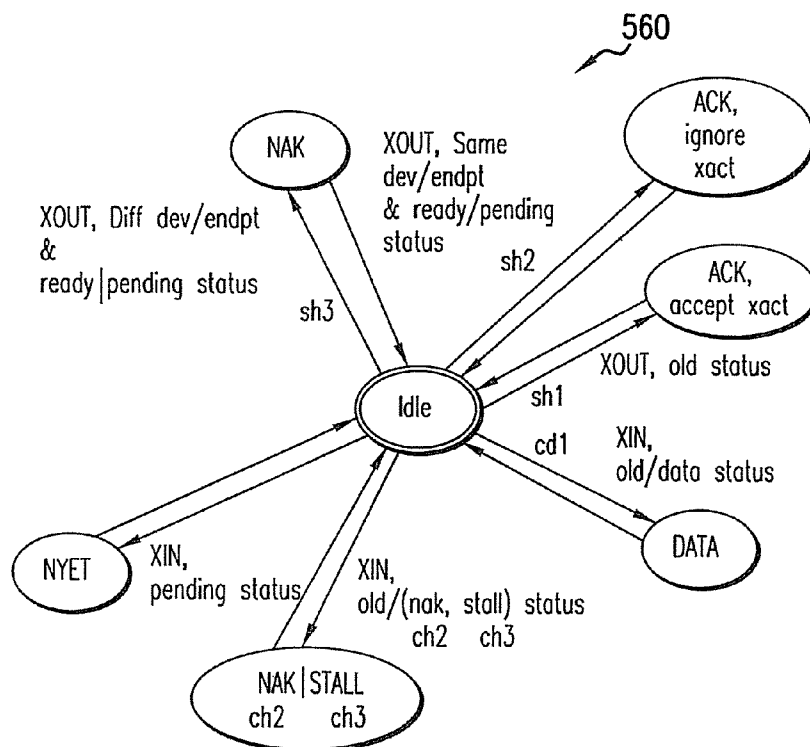 560
ACK,
ignore
xact
NAK
XOUT, Same
dev/endpt
& ready/pending
status
XOUT, Diff dev/endpt
&
ready|pending status
sh2
ACK,
accept xact
sh3
XOUT, old status
Idle
sh1
cd1
XIN,
old/data status
DATA
NYET
XIN,
pending status
XIN,
old/(nak, stall) status
ch2 ch3
NAK|STALL
ch2 ch3